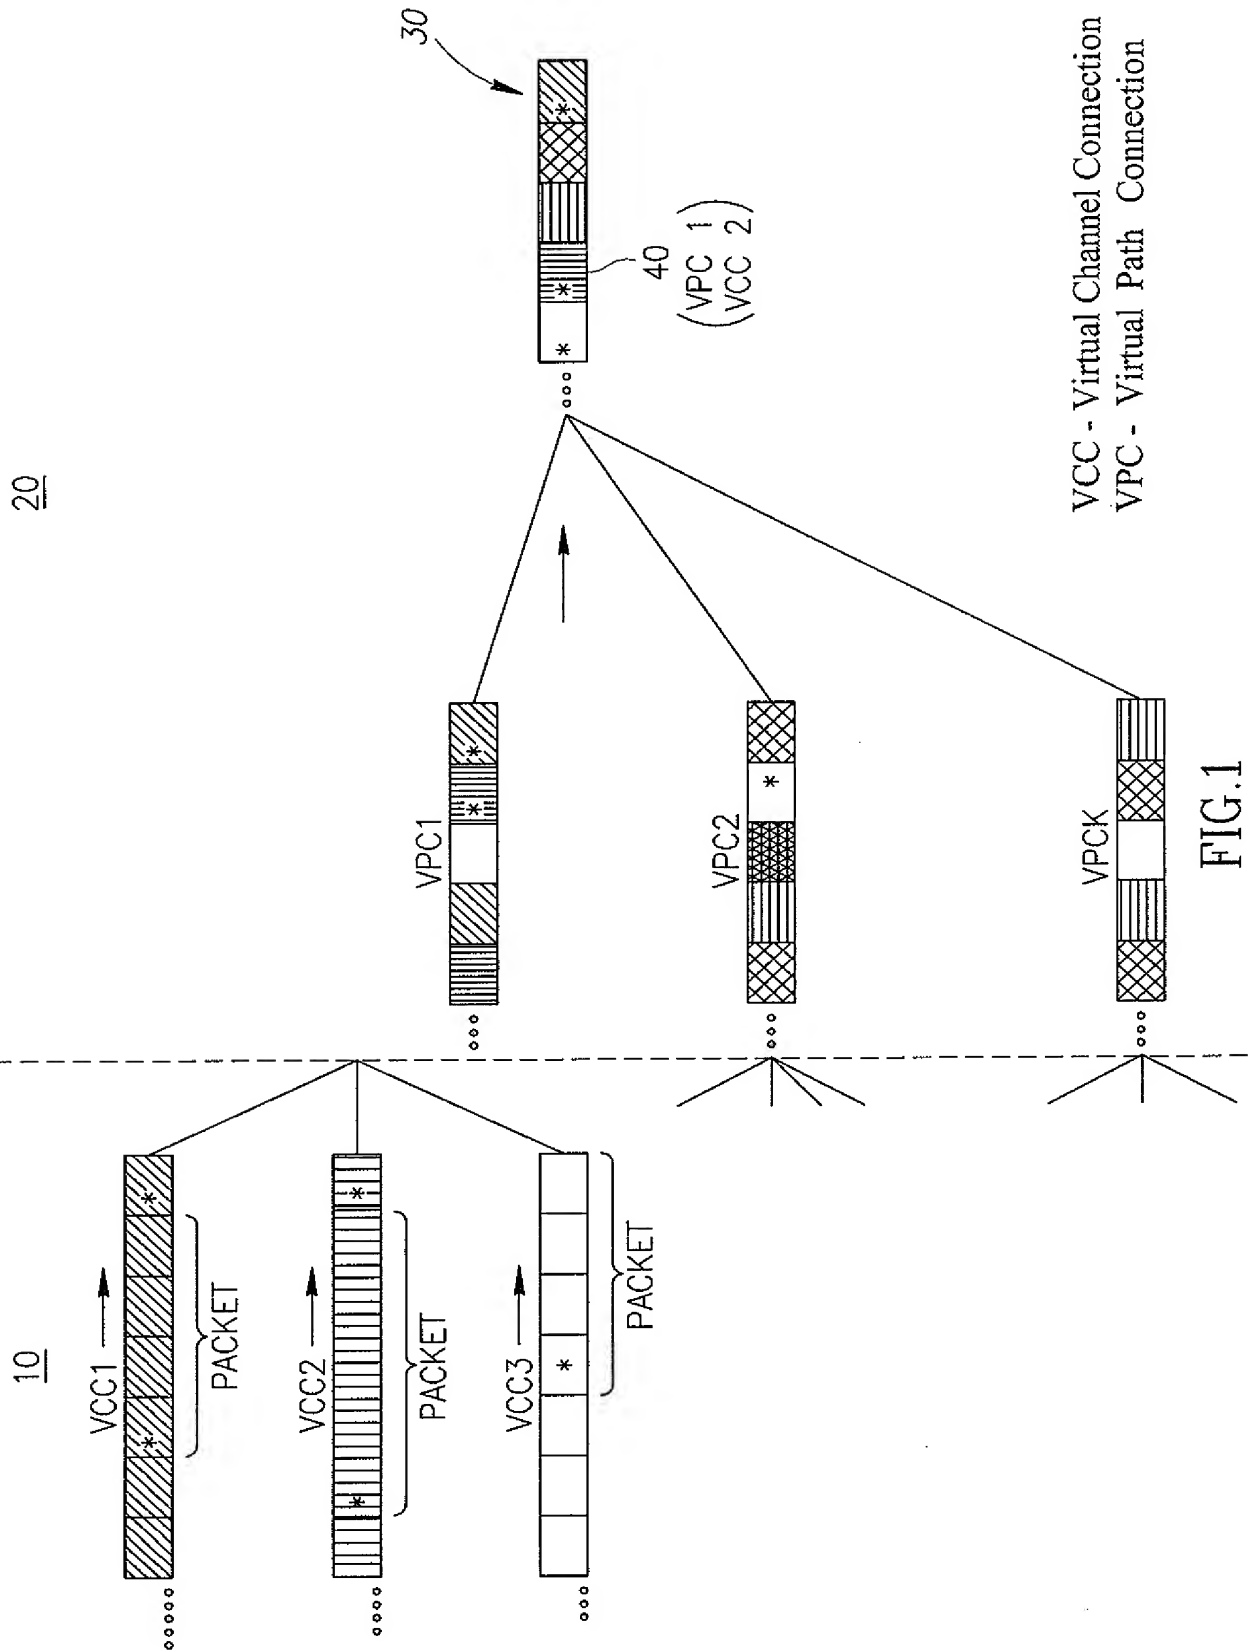 10
20
VCC1
*
*
PACKET
VCC2
*
*
PACKET
VCC3
*
PACKET
VPC1
*
*
VPC2
*
VPCK
30
*
*
*
40
(VPC 1)
(VCC 2)
VCC - Virtual Channel Connection
VPC - Virtual Path Connection
FIG.1